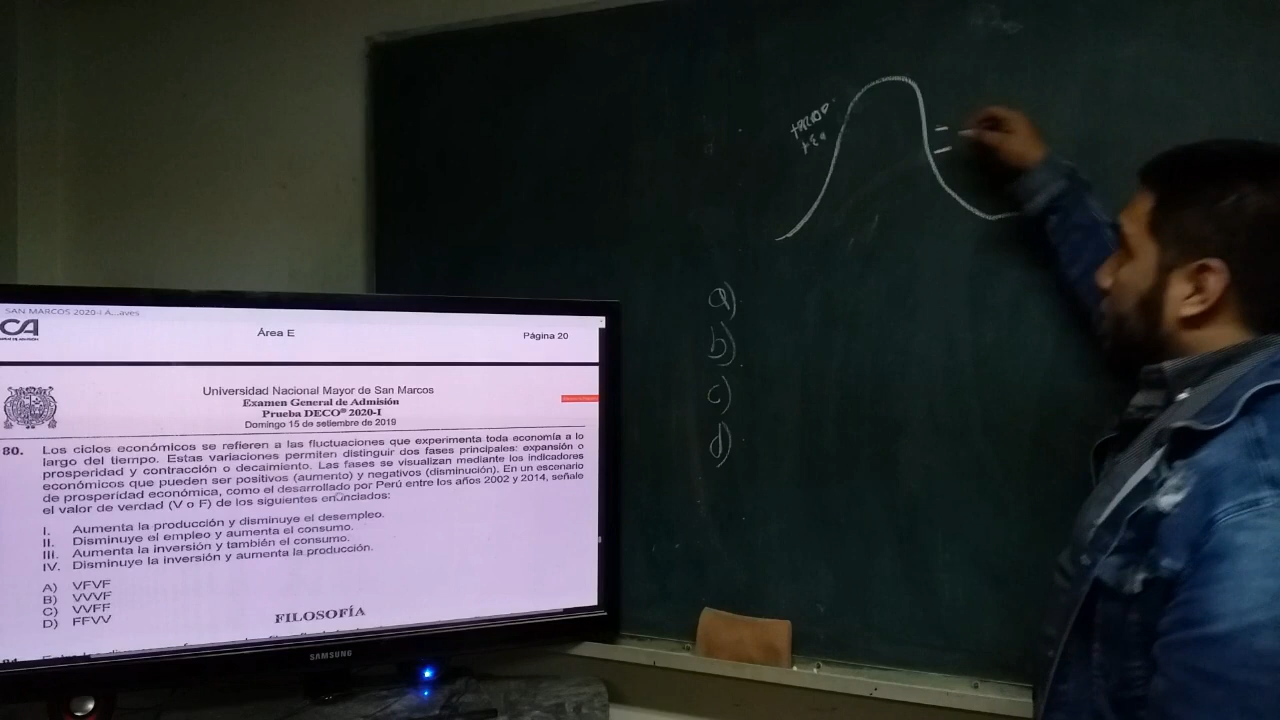 SAN MARCOS 2020-I Á...aves
CA
Área E
Página 20
Universidad Nacional Mayor de San Marcos
Examen General de Admisión
Prueba DECO® 2020-I
Domingo 15 de setiembre de 2019
80. Los ciclos económicos se refieren a las fluctuaciones que experimenta toda economía a lo
largo del tiempo. Estas variaciones permiten distinguir dos fases principales: expansión o
prosperidad y contracción o decaimiento. Las fases se visualizan mediante los indicadores
económicos que pueden ser positivos (aumento) y negativos (disminución). En un escenario
de prosperidad económica, como el desarrollado por Perú entre los años 2002 y 2014, señale
el valor de verdad (V o F) de los siguientes enunciados:
I. Aumenta la producción y disminuye el desempleo.
II. Disminuye el empleo y aumenta el consumo.
III. Aumenta la inversión y también el consumo.
IV. Disminuye la inversión y aumenta la producción.
A) VFVF
B) VVVF
C) VVFF
D) FFVV
FILOSOFÍA
SAMSUNG
a)
b)
c)
d)